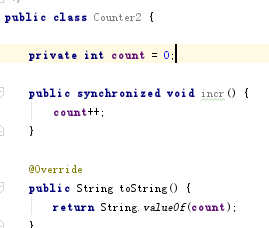 public class Counter2 {
private int count = 0;
public synchronized void incr() {
count++;
}
@Override
public String toString() {
return String.valueOf(count);
}